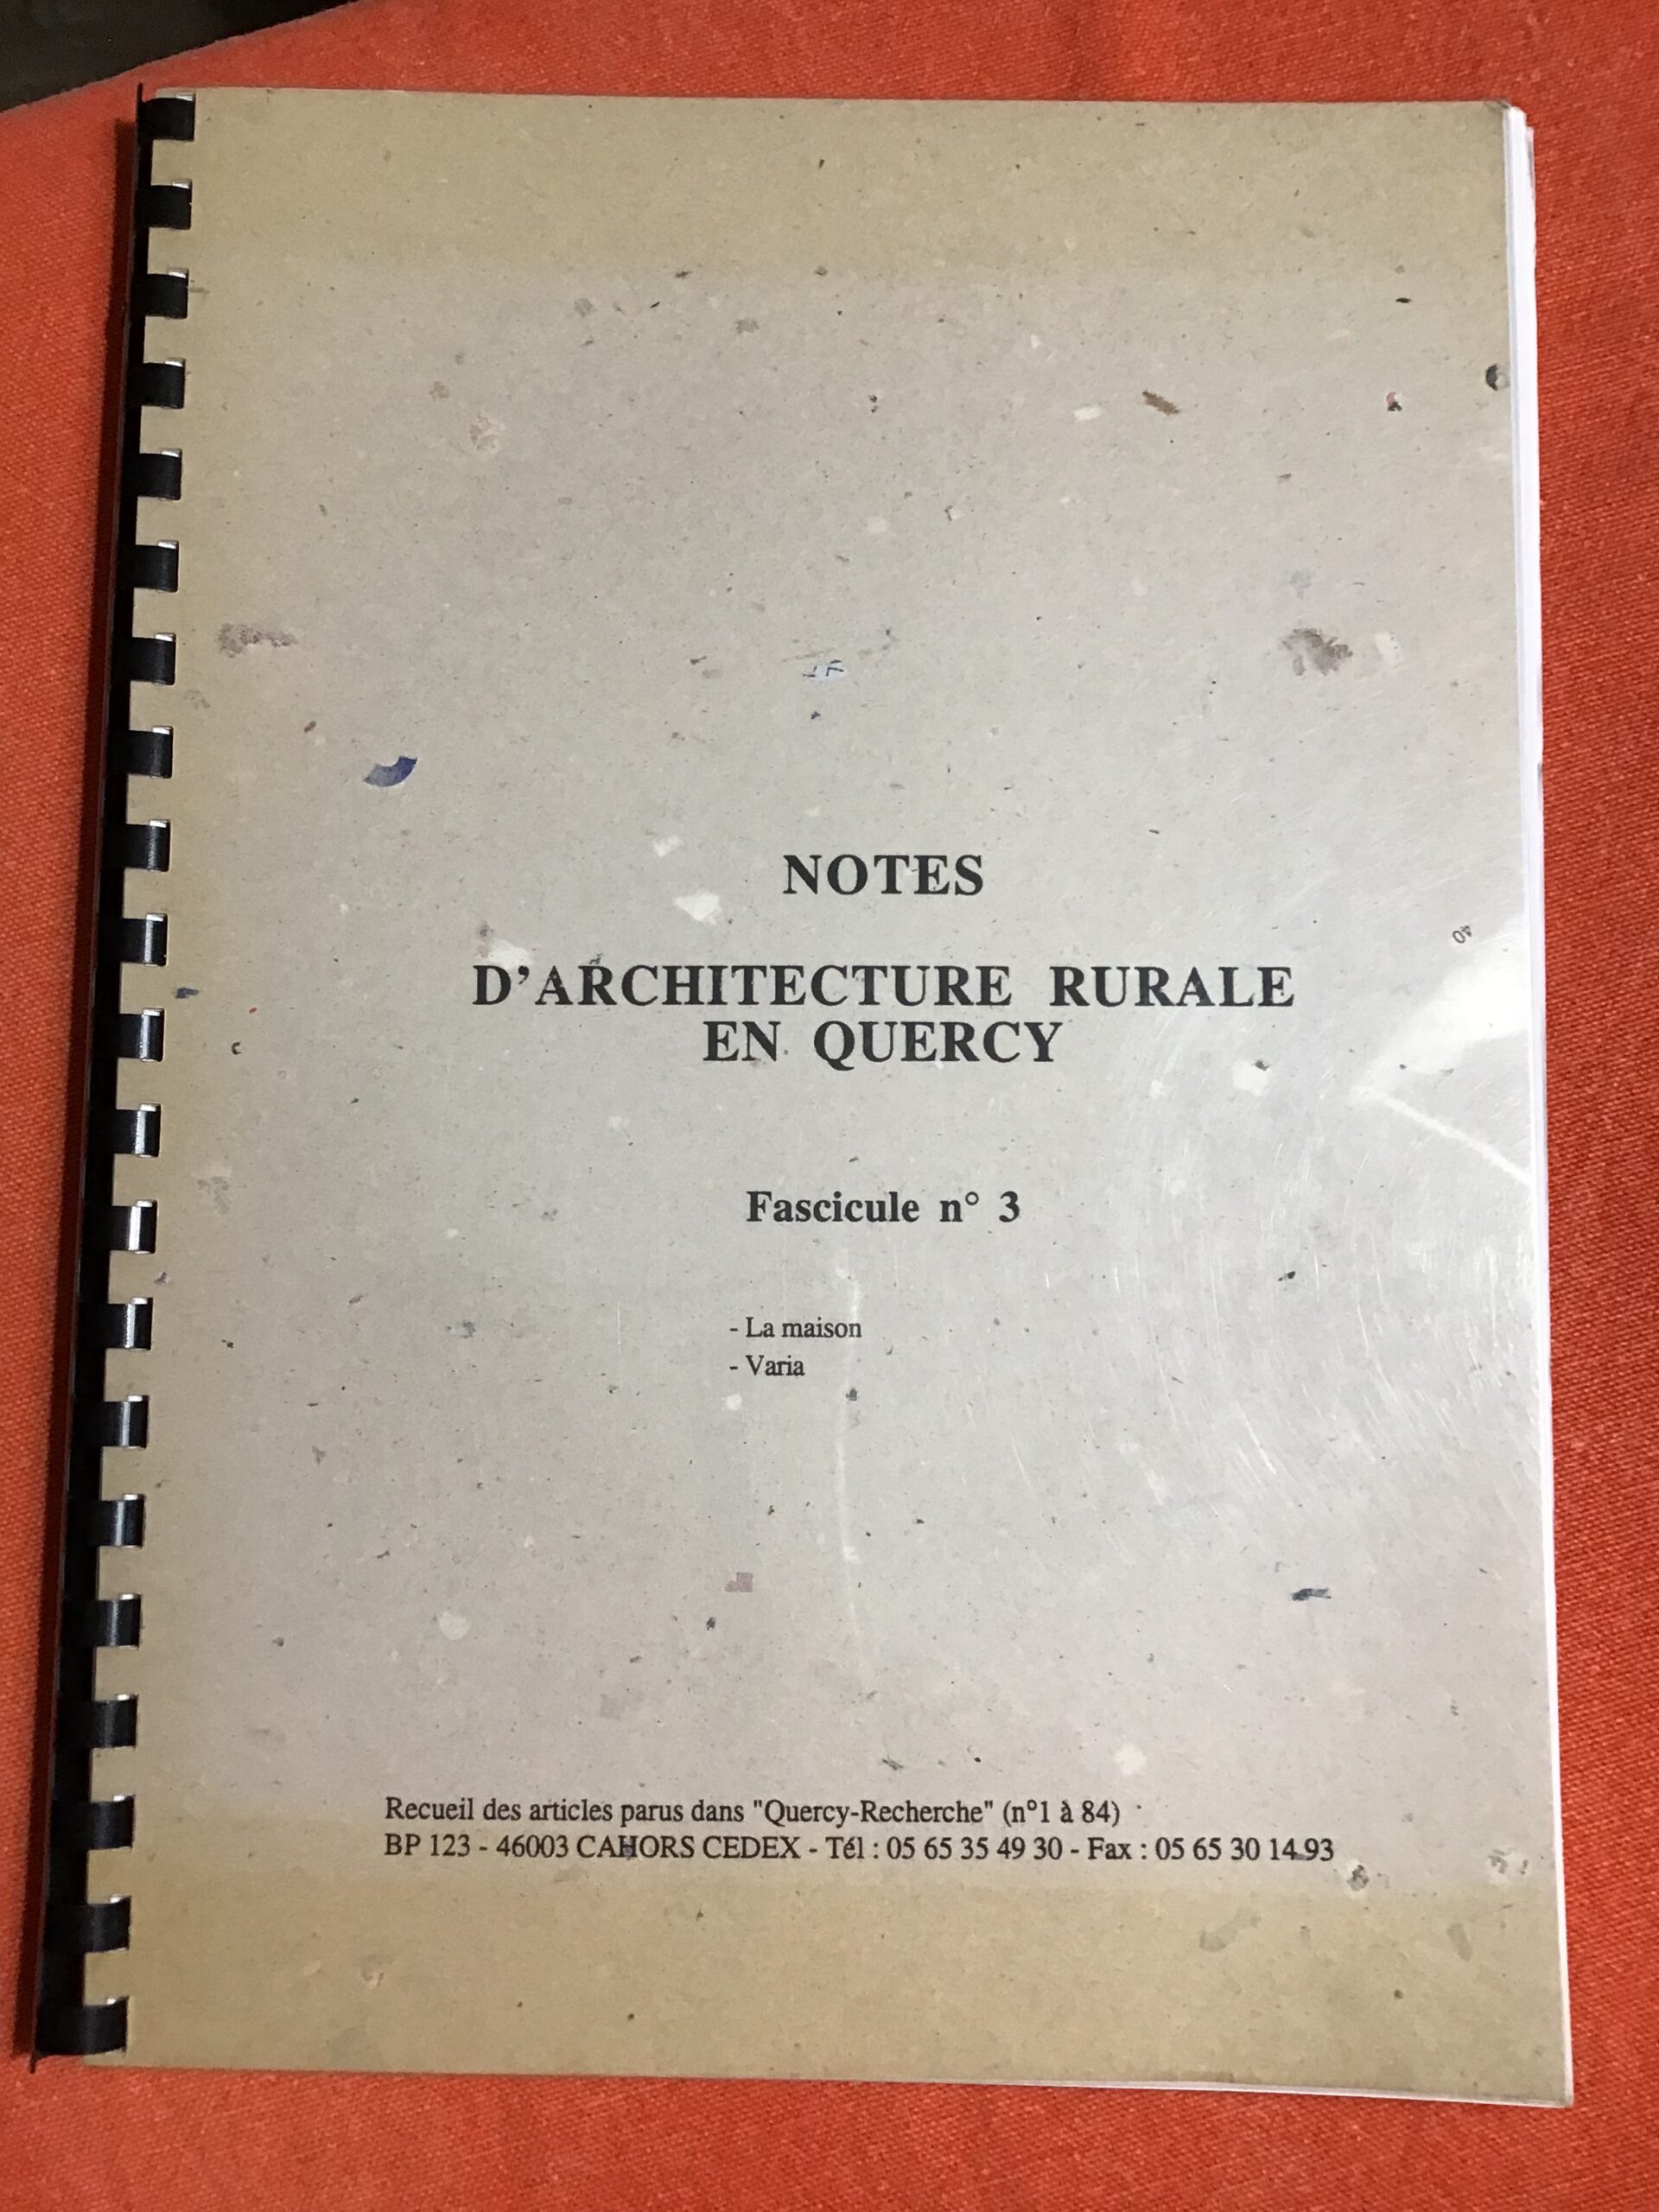 NOTES
D'ARCHITECTURE RURALE
EN QUERCY
Fascicule n° 3
- La maison
- Varia
Recueil des articles parus dans "Quercy-Recherche" (n°1 à 84)
BP 123 - 46003 CAHORS CEDEX - Tél : 05 65 35 49 30 - Fax : 05 65 30 14 93